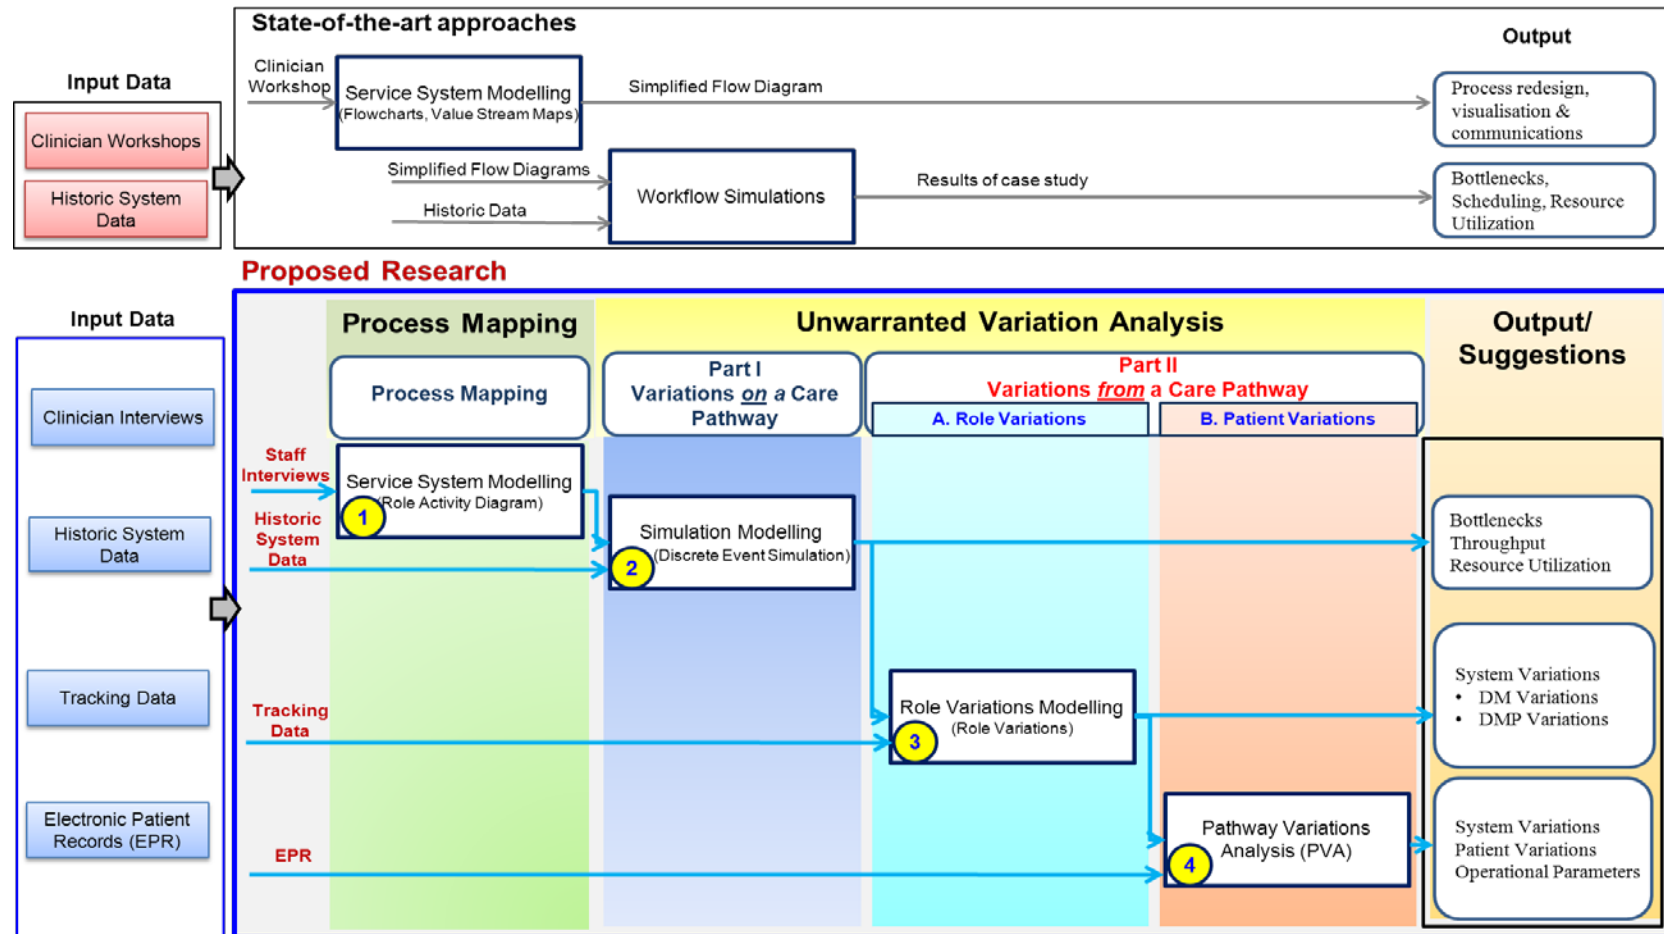 State-of-the-art approaches
Output
Input Data
Clinician Workshops
Historic System
Data
Clinician
Workshop
Service System Modelling
(Flowcharts, Value Stream Maps)
Simplified Flow Diagram
Process redesign,
visualisation &
communications
Simplified Flow Diagrams
Historic Data
Workflow Simulations
Results of case study
Bottlenecks,
Scheduling, Resource
Utilization
Proposed Research
Input Data
Clinician Interviews
Historic System
Data
Tracking Data
Electronic Patient
Records (EPR)
Process Mapping
Unwarranted Variation Analysis
Output/
Suggestions
Process Mapping
Part I
Variations on a Care
Pathway
Part II
Variations from a Care Pathway
A. Role Variations
B. Patient Variations
Staff
Interviews
Service System Modelling
(Role Activity Diagram)
1
Historic
System
Data
Simulation Modelling
(Discrete Event Simulation)
2
Bottlenecks
Throughput
Resource Utilization
Tracking
Data
Role Variations Modelling
(Role Variations)
3
System Variations
• DM Variations
• DMP Variations
EPR
Pathway Variations
Analysis (PVA)
4
System Variations
Patient Variations
Operational Parameters